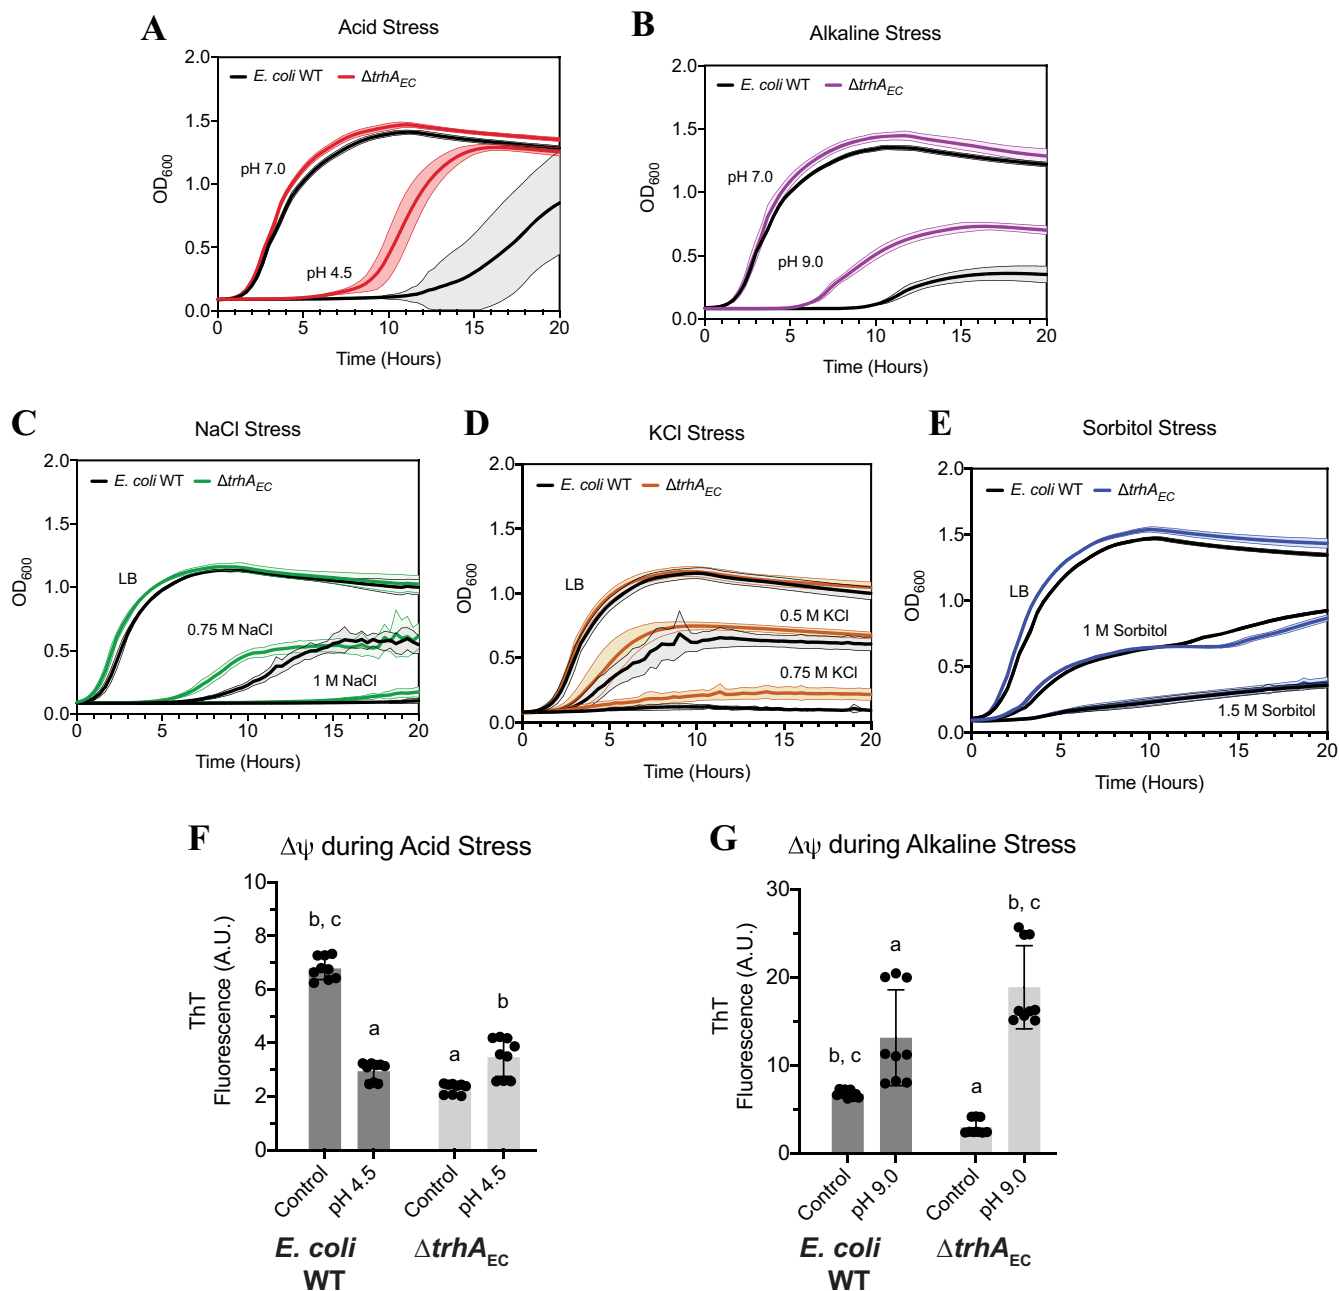 A
Acid Stress
E. coli WT
ΔtrhA_EC
OD600
2.0
1.5
1.0
0.5
0.0
pH 7.0
pH 4.5
0
5
10
15
20
Time (Hours)
B
Alkaline Stress
E. coli WT
ΔtrhA_EC
OD600
2.0
1.5
1.0
0.5
0.0
pH 7.0
pH 9.0
0
5
10
15
20
Time (Hours)
C
NaCl Stress
E. coli WT
ΔtrhA_EC
OD600
2.0
1.5
1.0
0.5
0.0
LB
0.75 M NaCl
1 M NaCl
0
5
10
15
20
Time (Hours)
D
KCl Stress
E. coli WT
ΔtrhA_EC
OD600
2.0
1.5
1.0
0.5
0.0
LB
0.5 M KCl
0.75 M KCl
0
5
10
15
20
Time (Hours)
E
Sorbitol Stress
E. coli WT
ΔtrhA_EC
OD600
2.0
1.5
1.0
0.5
0.0
LB
1 M Sorbitol
1.5 M Sorbitol
0
5
10
15
20
Time (Hours)
F
Δψ during Acid Stress
ThT
Fluorescence (A.U.)
10
8
6
4
2
0
b, c
a
a
b
Control
pH 4.5
Control
pH 4.5
E. coli
WT
ΔtrhA_EC
G
Δψ during Alkaline Stress
ThT
Fluorescence (A.U.)
30
20
10
0
b, c
a
a
b, c
Control
pH 9.0
Control
pH 9.0
E. coli
WT
ΔtrhA_EC